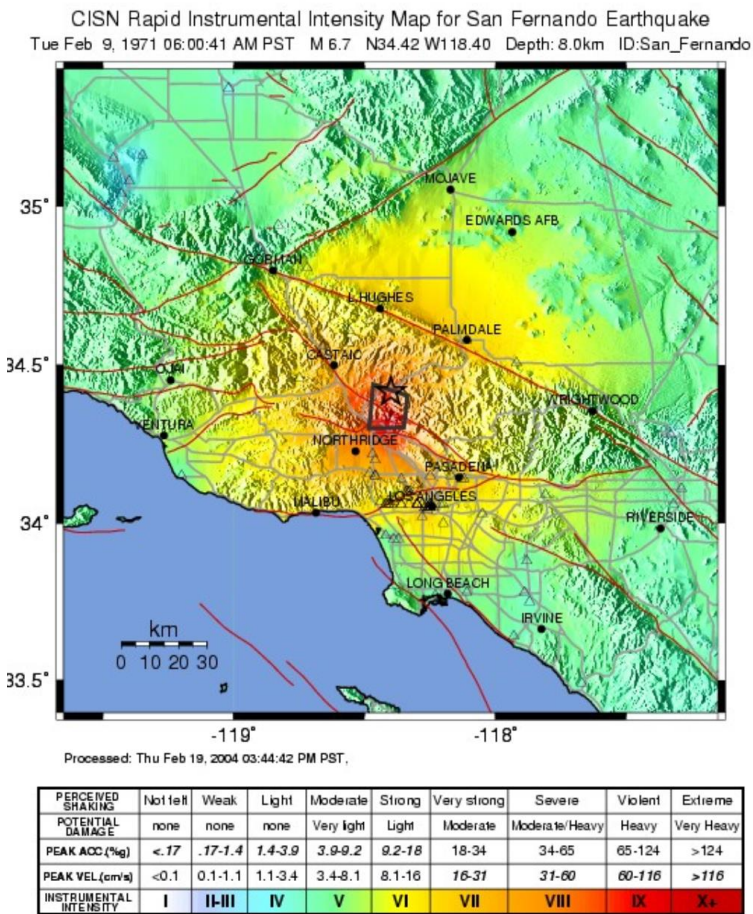 CISN Rapid Instrumental Intensity Map for San Fernando Earthquake
Tue Feb 9, 1971 06:00:41 AM PST M 6.7 N34.42 W118.40 Depth: 8.0km ID:San_Fernando
MOJAVE
35°
EDWARDS AFB
GORMAN
L.HUGHES
PALMDALE
34.5°
CASTAIC
OJAI
WRIGHTWOOD
VENTURA
NORTHRIDGE
PASADENA
LOS ANGELES
MALIBU
34°
RIVERSIDE
LONG BEACH
IRVINE
km
0 10 20 30
33.5°
-119° -118°
Processed: Thu Feb 19, 2004 03:44:42 PM PST,
PERCEIVED SHAKING Not felt Weak Light Moderate Strong Very strong Severe Violent Extreme
POTENTIAL DAMAGE none none none Very light Light Moderate Moderate/Heavy Heavy Very Heavy
PEAK ACC.(%g) <.17 .17-1.4 1.4-3.9 3.9-9.2 9.2-18 18-34 34-65 65-124 >124
PEAK VEL.(cm/s) <0.1 0.1-1.1 1.1-3.4 3.4-8.1 8.1-16 16-31 31-60 60-116 >116
INSTRUMENTAL INTENSITY I II-III IV V VI VII VIII IX X+